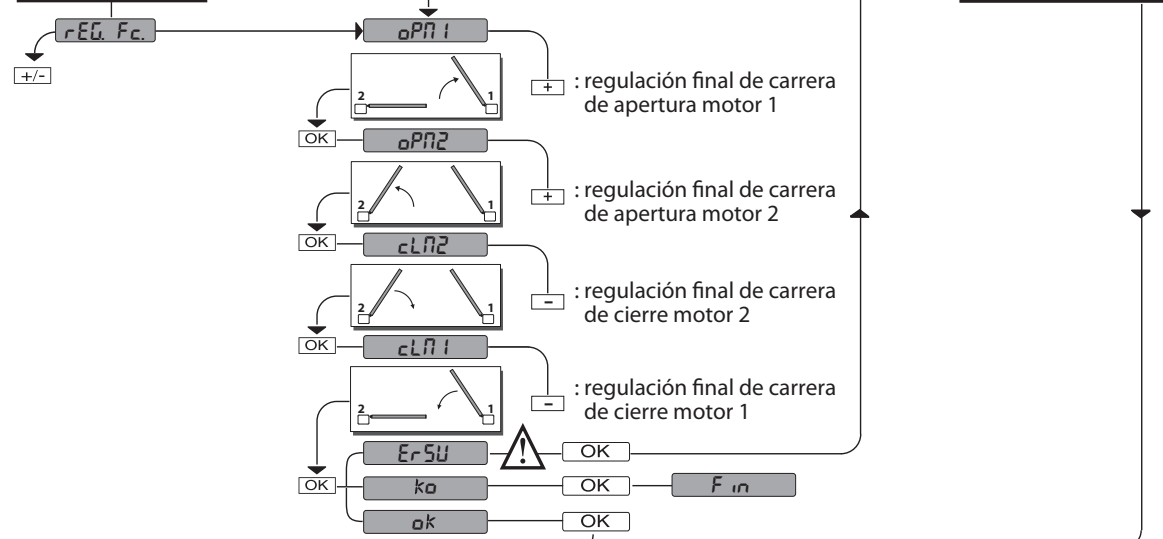 rEG. Fc.
oPM1
+/-
2
1
+ : regulación final de carrera
de apertura motor 1
OK
oPM2
2
1
+ : regulación final de carrera
de apertura motor 2
OK
cLM2
2
1
- : regulación final de carrera
de cierre motor 2
OK
cLM1
2
1
- : regulación final de carrera
de cierre motor 1
ErSU
!
OK
OK
ko
OK
Fin
ok
OK